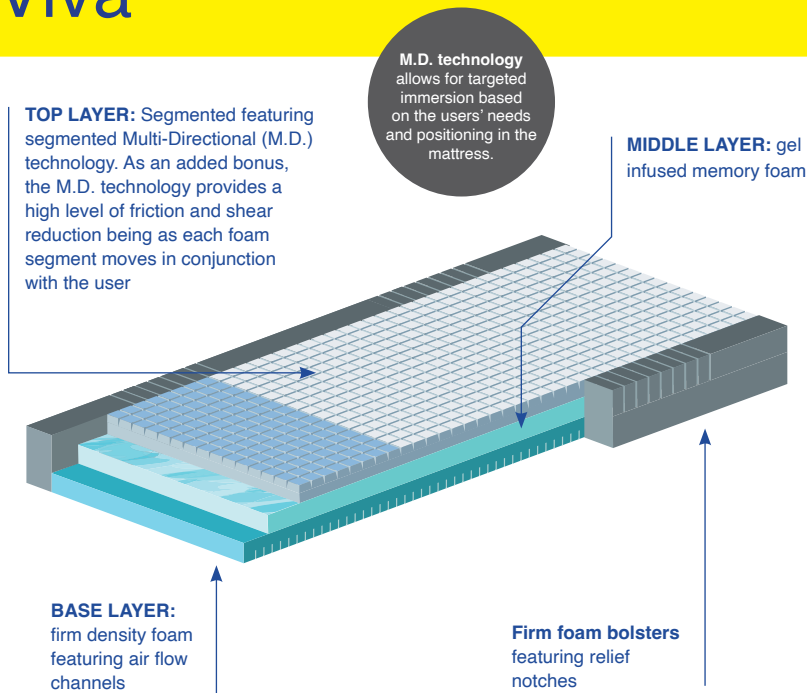 Viva
M.D. technology
allows for targeted
immersion based
on the users' needs
and positioning in the
mattress.
TOP LAYER: Segmented featuring
segmented Multi-Directional (M.D.)
technology. As an added bonus,
the M.D. technology provides a
high level of friction and shear
reduction being as each foam
segment moves in conjunction
with the user
MIDDLE LAYER: gel
infused memory foam
BASE LAYER:
firm density foam
featuring air flow
channels
Firm foam bolsters
featuring relief
notches